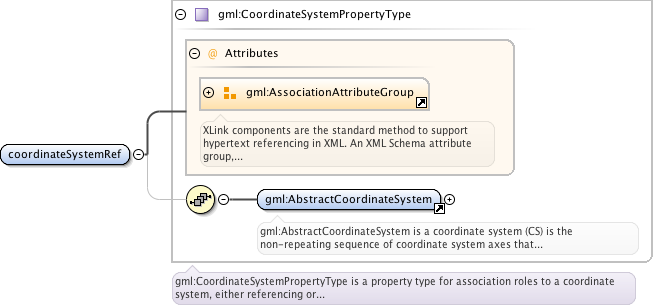 gml:CoordinateSystemPropertyType
@ Attributes
gml:AssociationAttributeGroup
XLink components are the standard method to support
hypertext referencing in XML. An XML Schema attribute
group,...
coordinateSystemRef
gml:AbstractCoordinateSystem
gml:AbstractCoordinateSystem is a coordinate system (CS) is the
non-repeating sequence of coordinate system axes that...
gml:CoordinateSystemPropertyType is a property type for association roles to a coordinate
system, either referencing or...